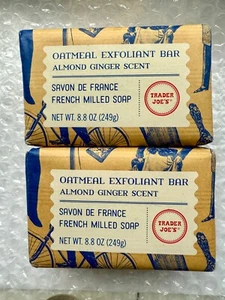 OATMEAL EXFOLIANT BAR
ALMOND GINGER SCENT
SAVON DE FRANCE
FRENCH MILLED SOAP
NET WT. 8.8 OZ (249g)
TRADER
JOE'S
OATMEAL EXFOLIANT BAR
ALMOND GINGER SCENT
SAVON DE FRANCE
FRENCH MILLED SOAP
NET WT. 8.8 OZ (249g)
TRADER
JOE'S